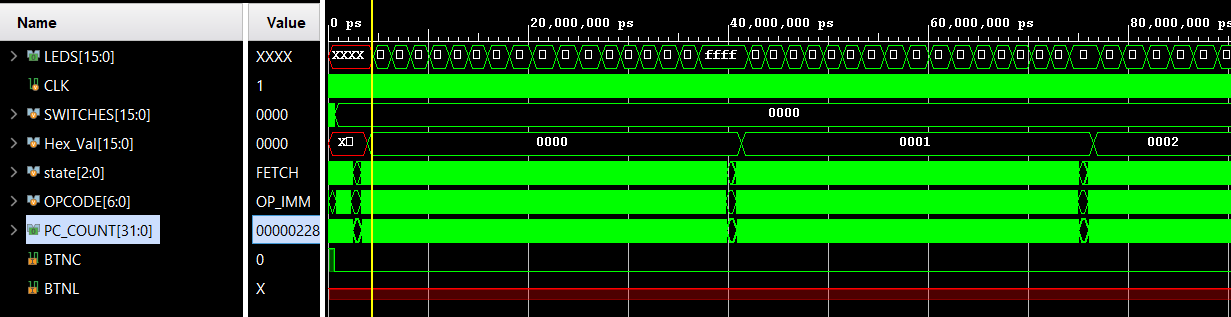 Name Value 0 ps 20,000,000 ps 40,000,000 ps 60,000,000 ps 80,000,000 ps
LEDS[15:0] XXXX XXXX ffff
CLK 1
SWITCHES[15:0] 0000 0000
Hex_Val[15:0] 0000 X 0000 0001 0002
state[2:0] FETCH
OPCODE[6:0] OP_IMM
PC_COUNT[31:0] 00000228
BTNC 0
BTNL X